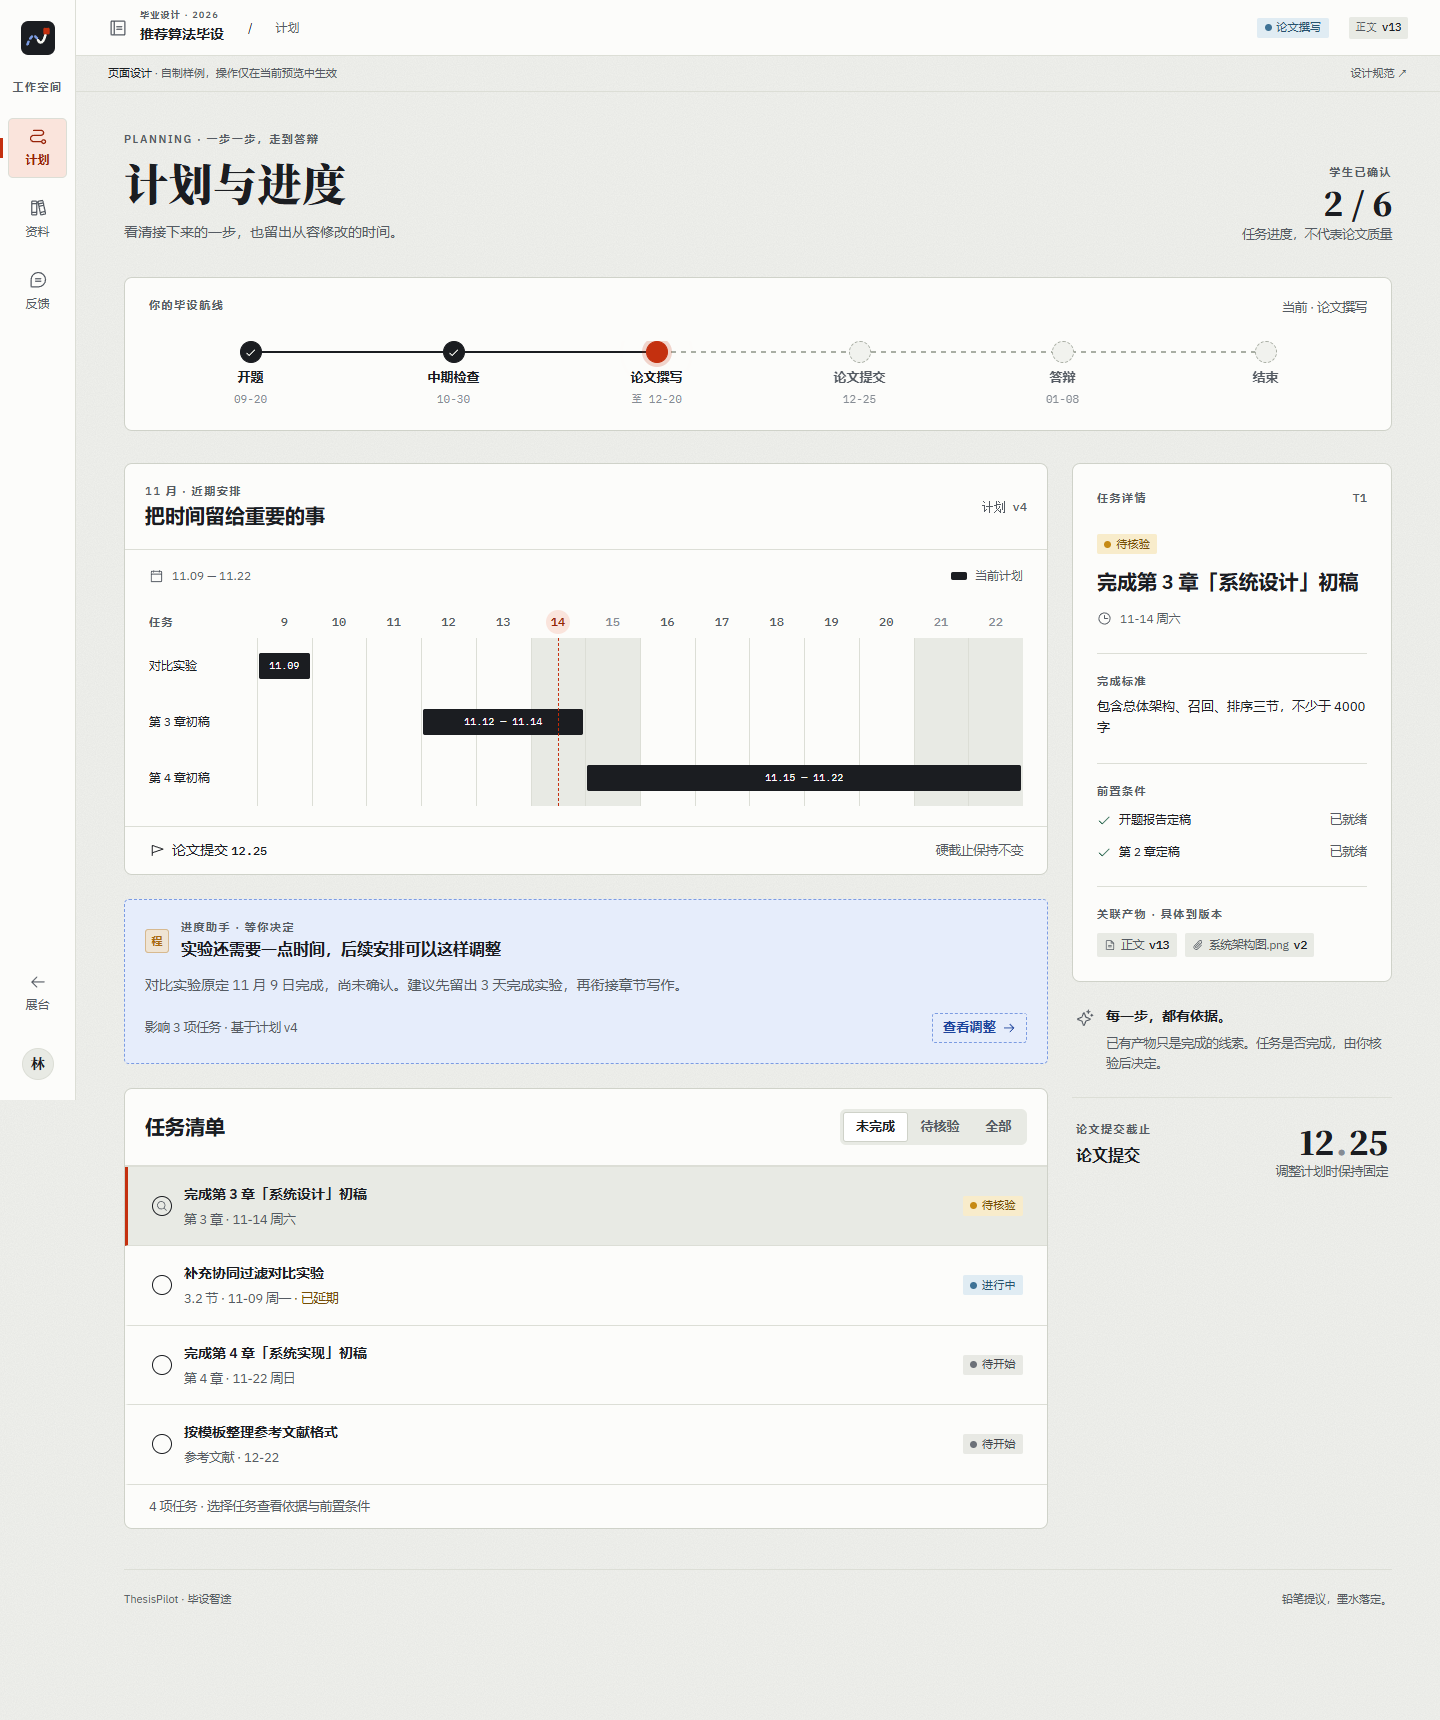 毕业设计 · 2026
推荐算法毕设
/
计划
论文撰写
正文 v13
工作空间
计划
资料
反馈
展台
林
页面设计 · 自制样例，操作仅在当前预览中生效
设计规范 ↗
PLANNING · 一步一步，走到答辩
计划与进度
看清接下来的一步，也留出从容修改的时间。
学生已确认
2 / 6
任务进度，不代表论文质量
你的毕设航线
当前 · 论文撰写
开题
09-20
中期检查
10-30
论文撰写
至 12-20
论文提交
12-25
答辩
01-08
结束
11 月 · 近期安排
把时间留给重要的事
计划 v4
11.09 — 11.22
当前计划
任务 9 10 11 12 13 14 15 16 17 18 19 20 21 22
对比实验
11.09
第 3 章初稿
11.12 — 11.14
第 4 章初稿
11.15 — 11.22
论文提交 12.25
硬截止保持不变
程
进度助手 · 等你决定
实验还需要一点时间，后续安排可以这样调整
对比实验原定 11 月 9 日完成，尚未确认。建议先留出 3 天完成实验，再衔接章节写作。
影响 3 项任务 · 基于计划 v4
查看调整 →
任务清单
未完成
待核验
全部
完成第 3 章「系统设计」初稿
第 3 章 · 11-14 周六
待核验
补充协同过滤对比实验
3.2 节 · 11-09 周一 · 已延期
进行中
完成第 4 章「系统实现」初稿
第 4 章 · 11-22 周日
待开始
按模板整理参考文献格式
参考文献 · 12-22
待开始
4 项任务 · 选择任务查看依据与前置条件
任务详情
T1
待核验
完成第 3 章「系统设计」初稿
11-14 周六
完成标准
包含总体架构、召回、排序三节，不少于 4000
字
前置条件
开题报告定稿
已就绪
第 2 章定稿
已就绪
关联产物 · 具体到版本
正文 v13
系统架构图.png v2
每一步，都有依据。
已有产物只是完成的线索。任务是否完成，由你核
验后决定。
论文提交截止
论文提交
12.25
调整计划时保持固定
ThesisPilot · 毕设智途
铅笔提议，墨水落定。